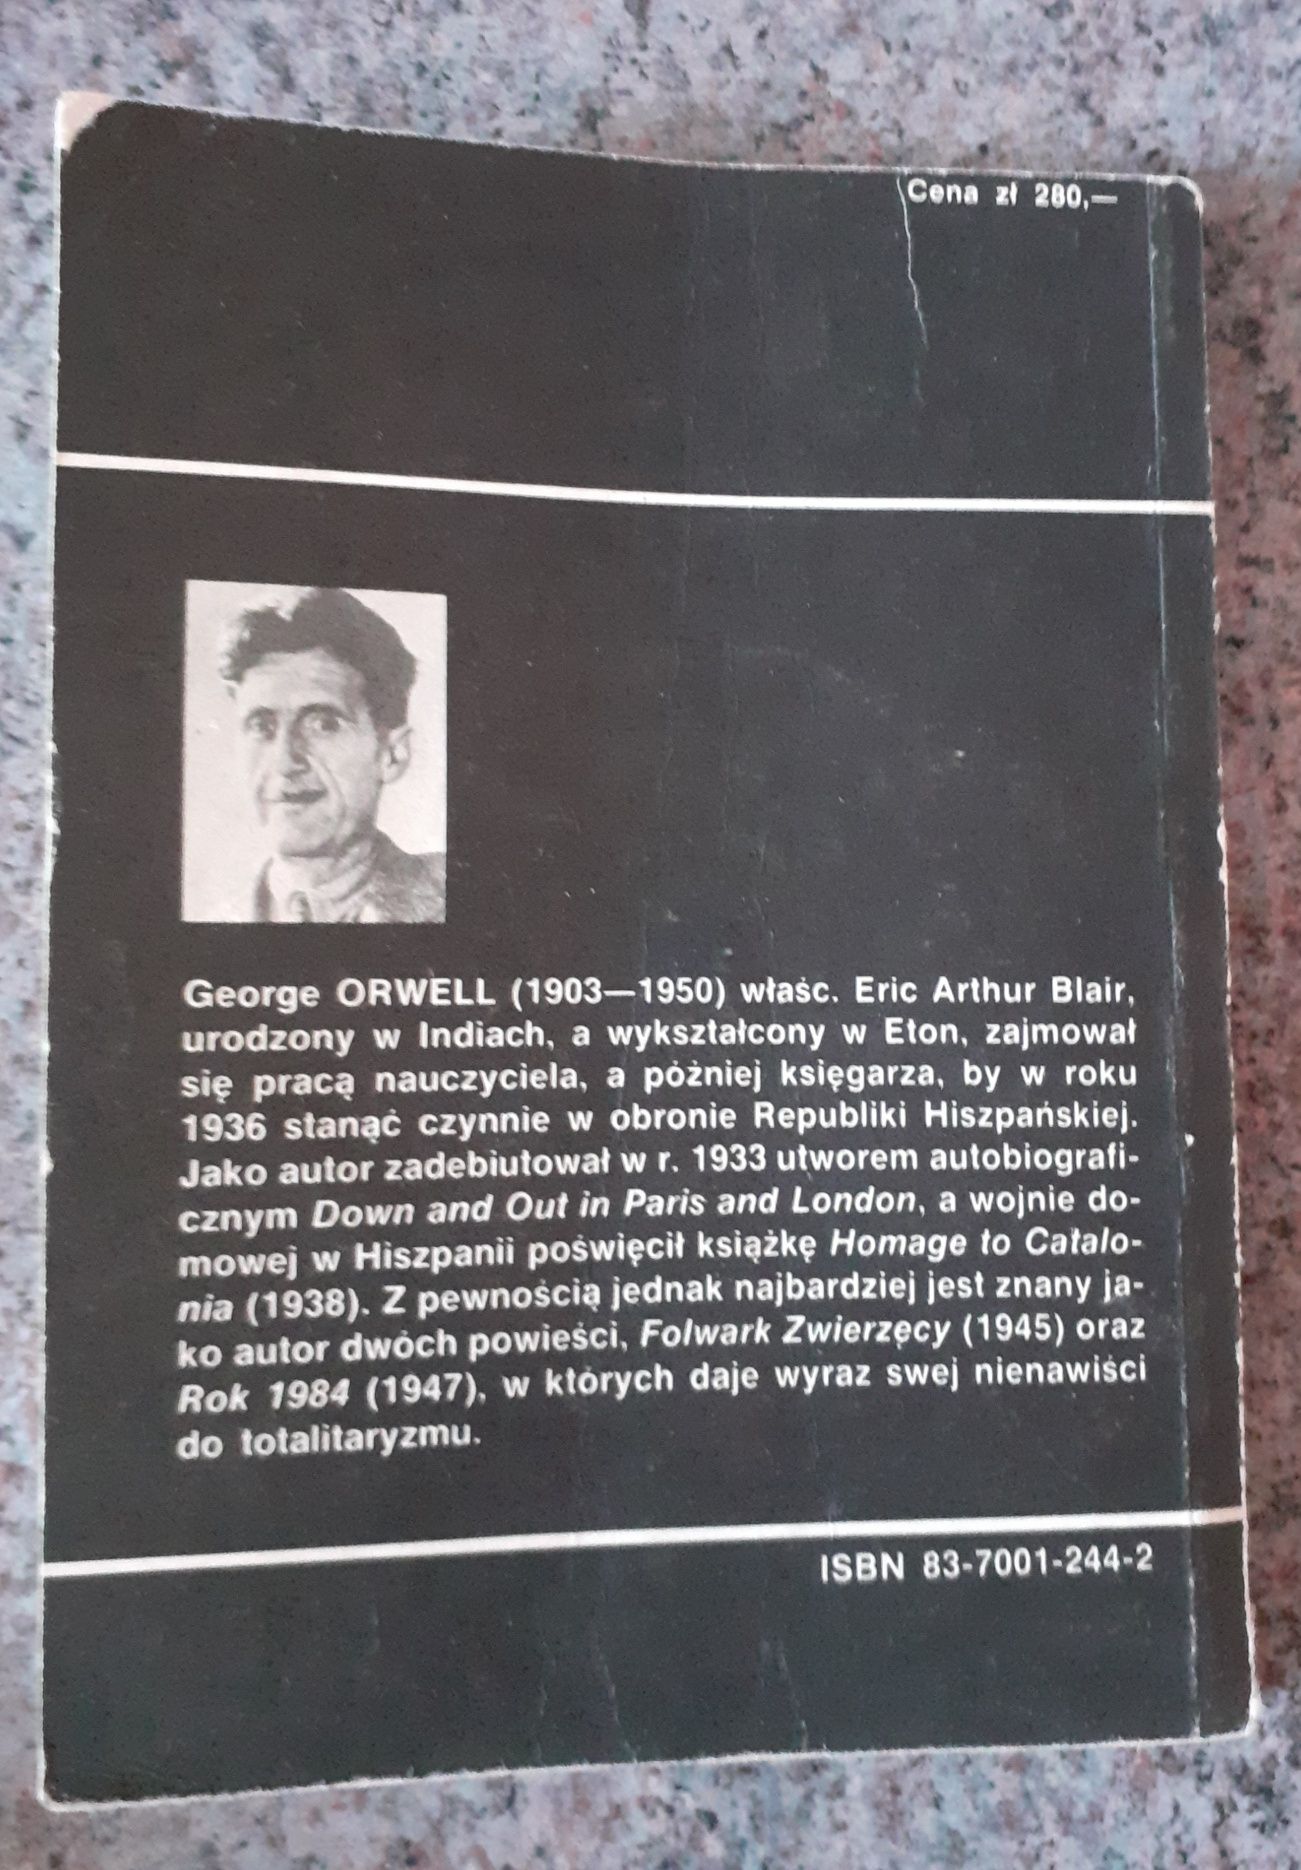 Cena zł 280,—
George ORWELL (1903—1950) właśc. Eric Arthur Blair,
urodzony w Indiach, a wykształcony w Eton, zajmował
się pracą nauczyciela, a później księgarza, by w roku
1936 stanąć czynnie w obronie Republiki Hiszpańskiej.
Jako autor zadebiutował w r. 1933 utworem autobiografi-
cznym Down and Out in Paris and London, a wojnie do-
mowej w Hiszpanii poświęcił książkę Homage to Catalo-
nia (1938). Z pewnością jednak najbardziej jest znany ja-
ko autor dwóch powieści, Folwark Zwierzęcy (1945) oraz
Rok 1984 (1947), w których daje wyraz swej nienawiści
do totalitaryzmu.
ISBN 83-7001-244-2